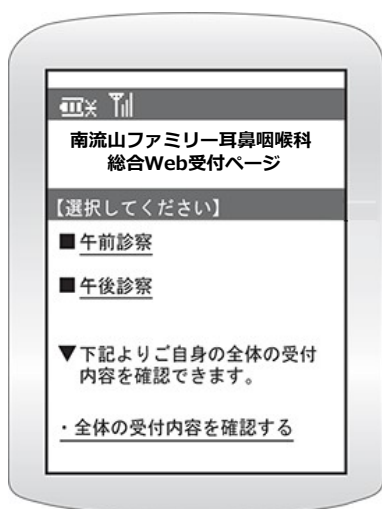 南流山ファミリー耳鼻咽喉科
総合Web受付ページ
【選択してください】
■午前診察
■午後診察
▼下記よりご自身の全体の受付
内容を確認できます。
・全体の受付内容を確認する